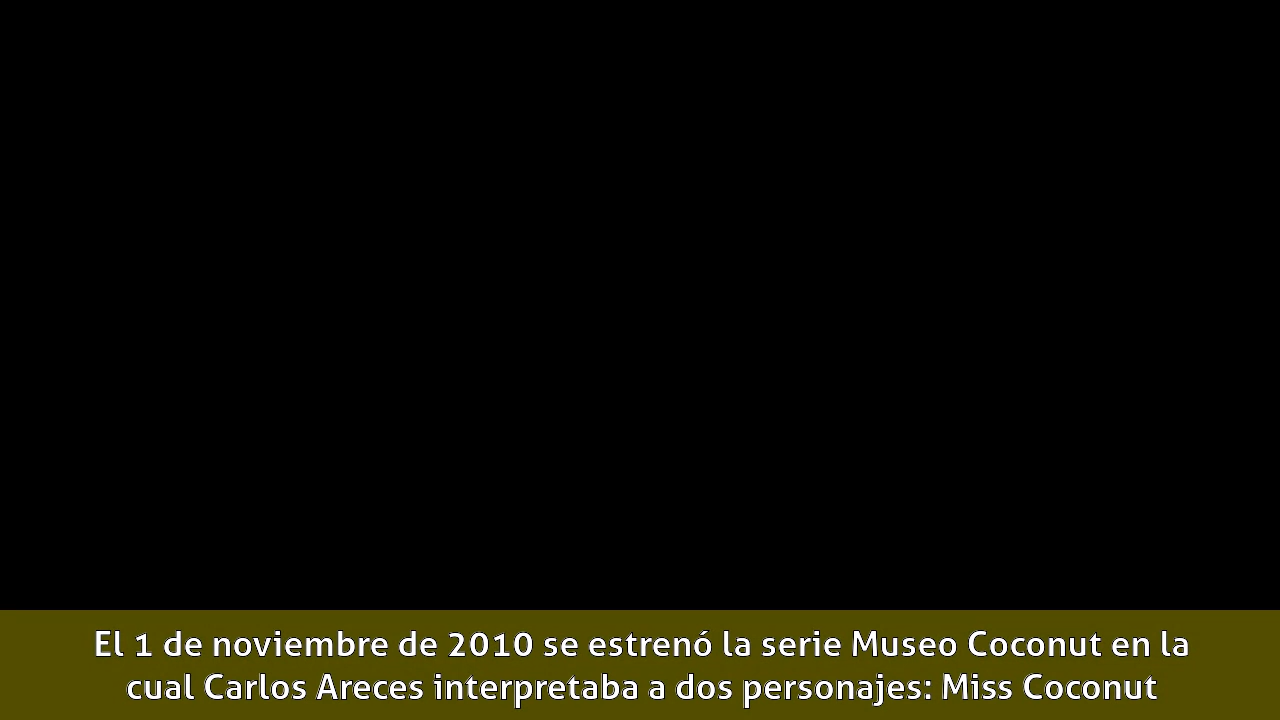 El 1 de noviembre de 2010 se estrenó la serie Museo Coconut en la
cual Carlos Areces interpretaba a dos personajes: Miss Coconut